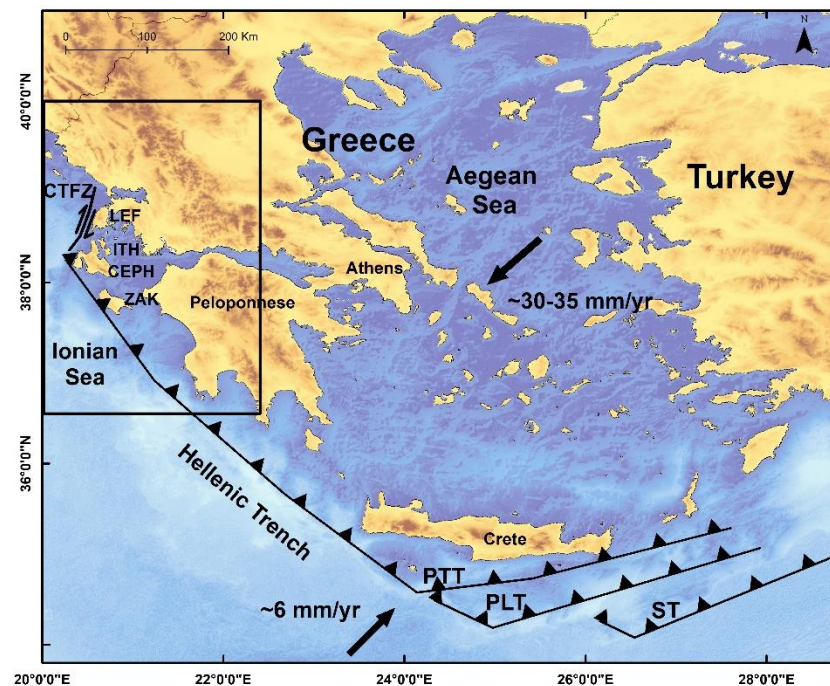 N
0 100 200 Km
40°0'0"N
Greece
Aegean
Sea
Turkey
CTFZ
LEF
ITH
CEPH
ZAK
38°0'0"N
Athens
Peloponnese
~30-35 mm/yr
Ionian
Sea
36°0'0"N
Hellenic Trench
Crete
PTT
PLT
ST
~6 mm/yr
20°0'0"E 22°0'0"E 24°0'0"E 26°0'0"E 28°0'0"E